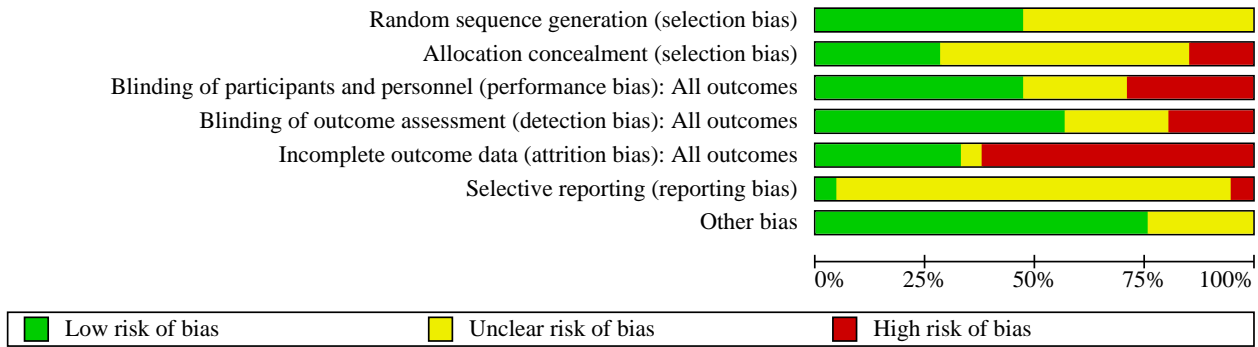 Random sequence generation (selection bias)
Allocation concealment (selection bias)
Blinding of participants and personnel (performance bias): All outcomes
Blinding of outcome assessment (detection bias): All outcomes
Incomplete outcome data (attrition bias): All outcomes
Selective reporting (reporting bias)
Other bias
0% 25% 50% 75% 100%
Low risk of bias Unclear risk of bias High risk of bias